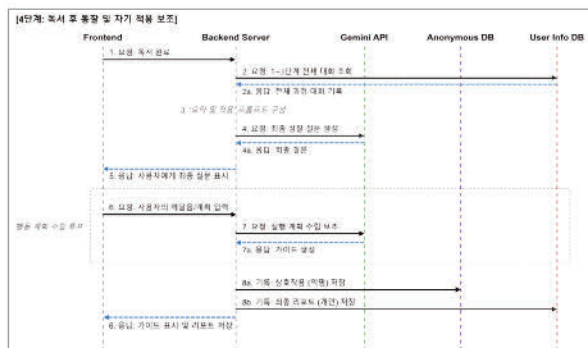 [4단계: 독서 후 통찰 및 자기 적용 보조]
Frontend
Backend Server
Gemini API
Anonymous DB
User Info DB
1. 요청: 독서 완료
2. 요청: 1~3단계 전체 대화 조회
2a. 응답: 전체 과정 대화 기록
3. '요약 및 적용' 프롬프트 구성
4. 요청: 최종 성찰 질문 생성
4a. 응답: 최종 질문
5. 응답: 사용자에게 최종 질문 표시
6. 요청: 사용자의 깨달음/계획 입력
행동 계획 수립 루프
7. 요청: 실행 계획 수립 보조
7a. 응답: 가이드 생성
8a. 기록: 상호작용 (익명) 저장
8b. 기록: 최종 리포트 (개인) 저장
응답: 가이드 표시 및 리포트 저장